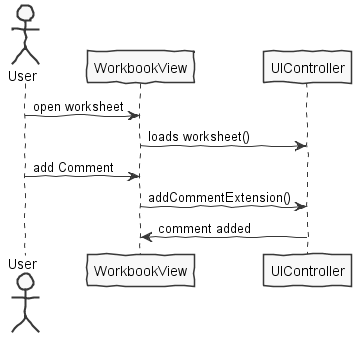 User
WorkbookView
UIController
open worksheet
loads worksheet()
add Comment
addCommentExtension()
comment added
User
WorkbookView
UIController